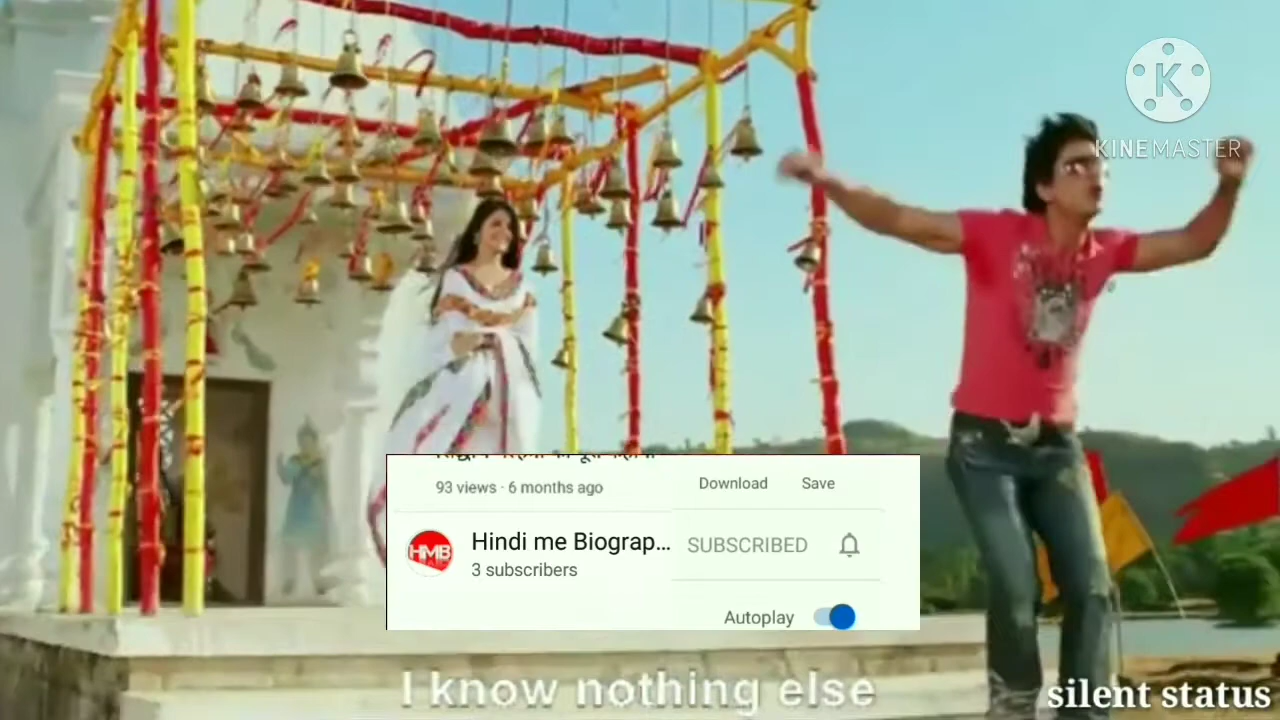 K
KINEMASTER
93 views · 6 months ago
Download
Save
HMB
Hindi me Biograp...
3 subscribers
SUBSCRIBED
Autoplay
I know nothing else
silent status